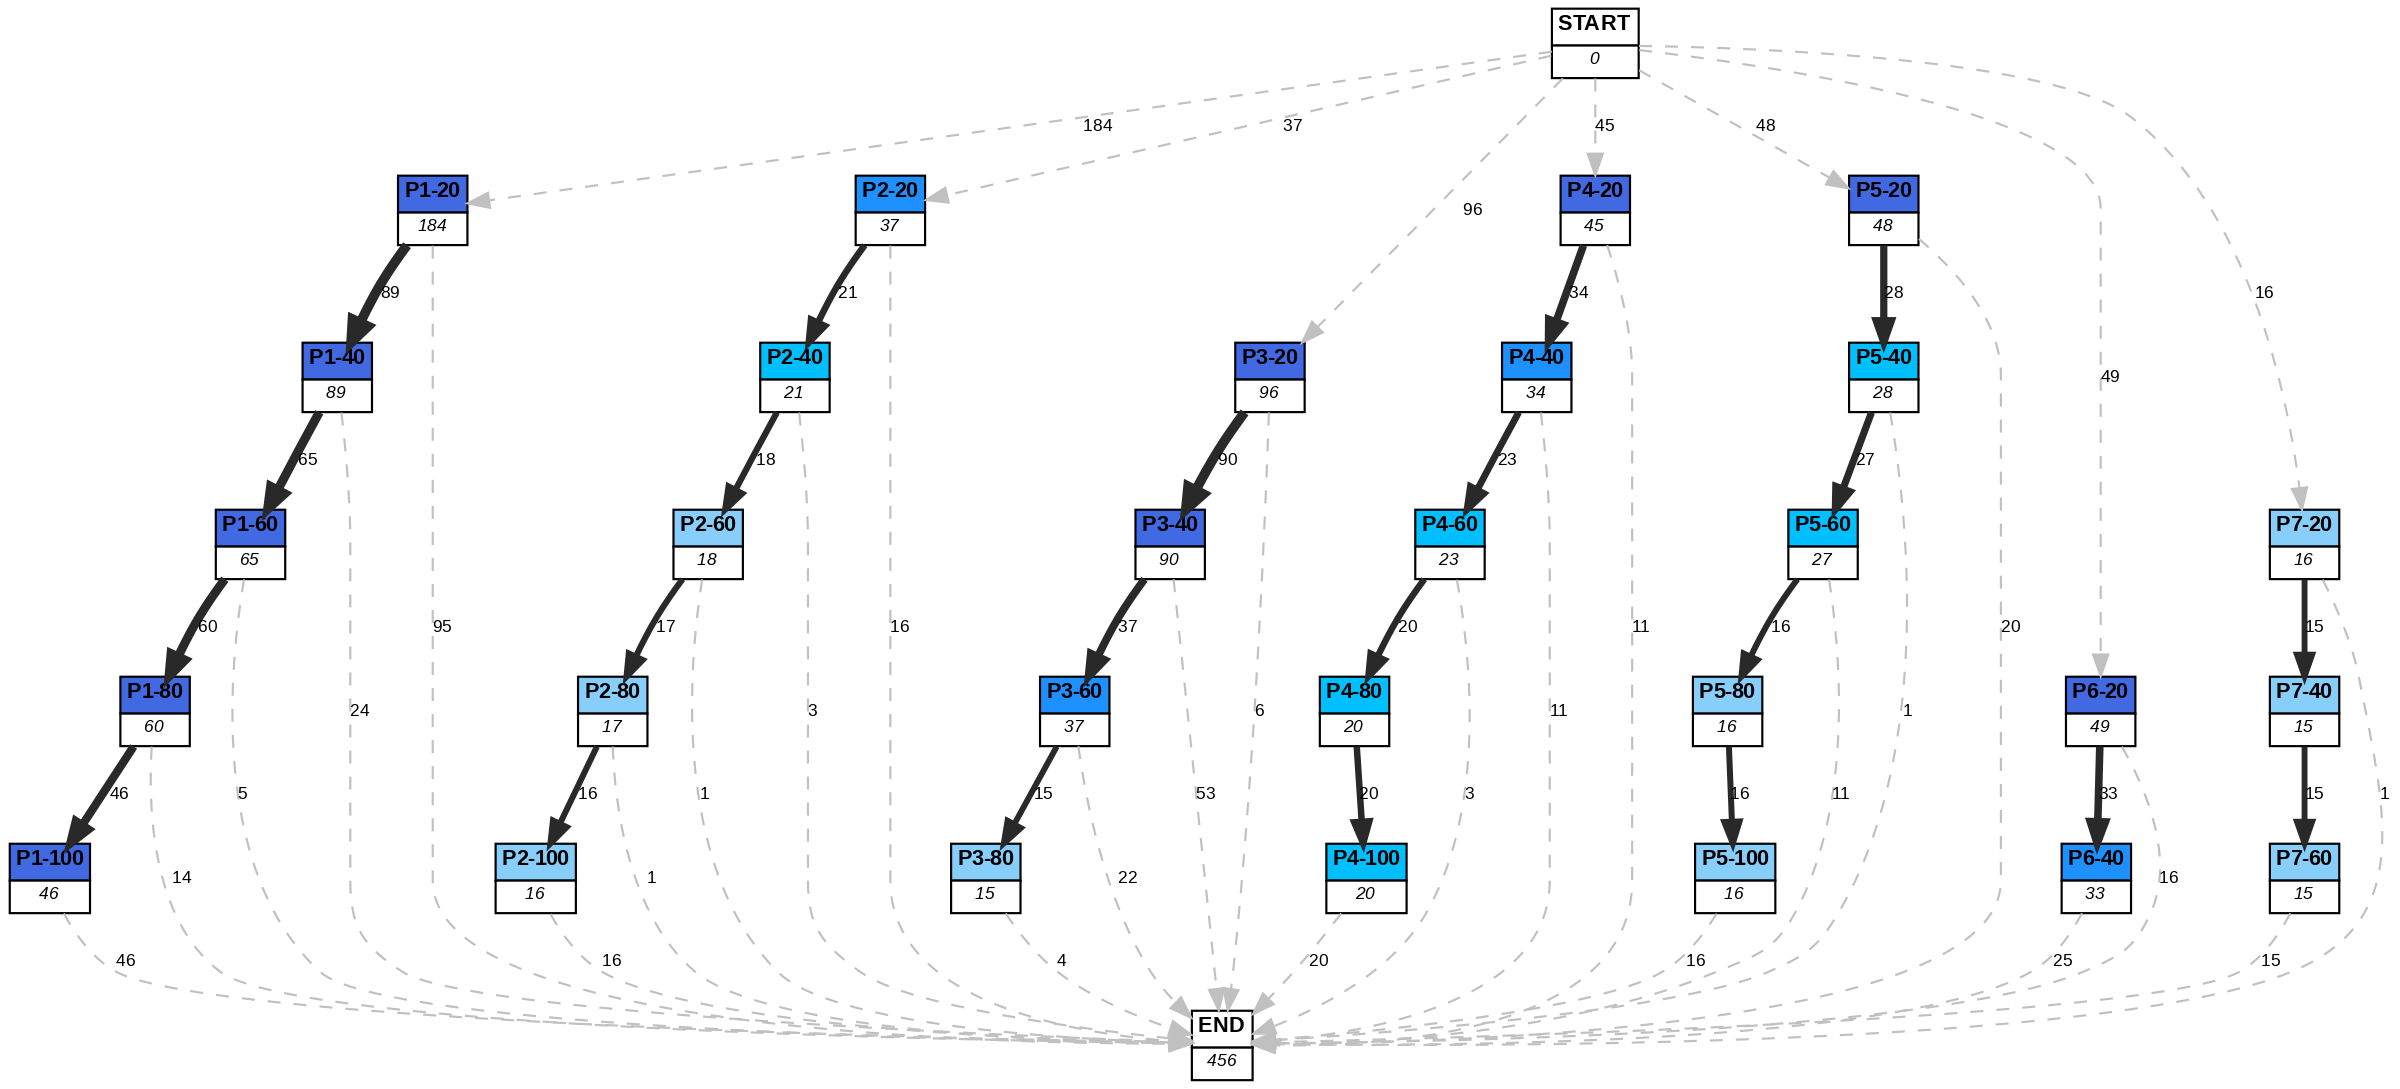 START
0
184
37
45
48
P1-20
184
P2-20
37
P4-20
45
P5-20
48
96
89
21
34
28
16
P1-40
89
P2-40
21
P3-20
96
P4-40
34
P5-40
28
49
65
18
90
23
27
P1-60
65
P2-60
18
P3-40
90
P4-60
23
P5-60
27
P7-20
16
60
95
17
16
37
20
11
16
20
15
P1-80
60
24
P2-80
17
3
P3-60
37
6
P4-80
20
11
P5-80
16
1
P6-20
49
P7-40
15
46
5
16
1
15
53
20
3
16
11
33
15
1
P1-100
46
14
P2-100
16
1
P3-80
15
22
P4-100
20
P5-100
16
P6-40
33
16
P7-60
15
46
16
4
20
16
25
15
END
456